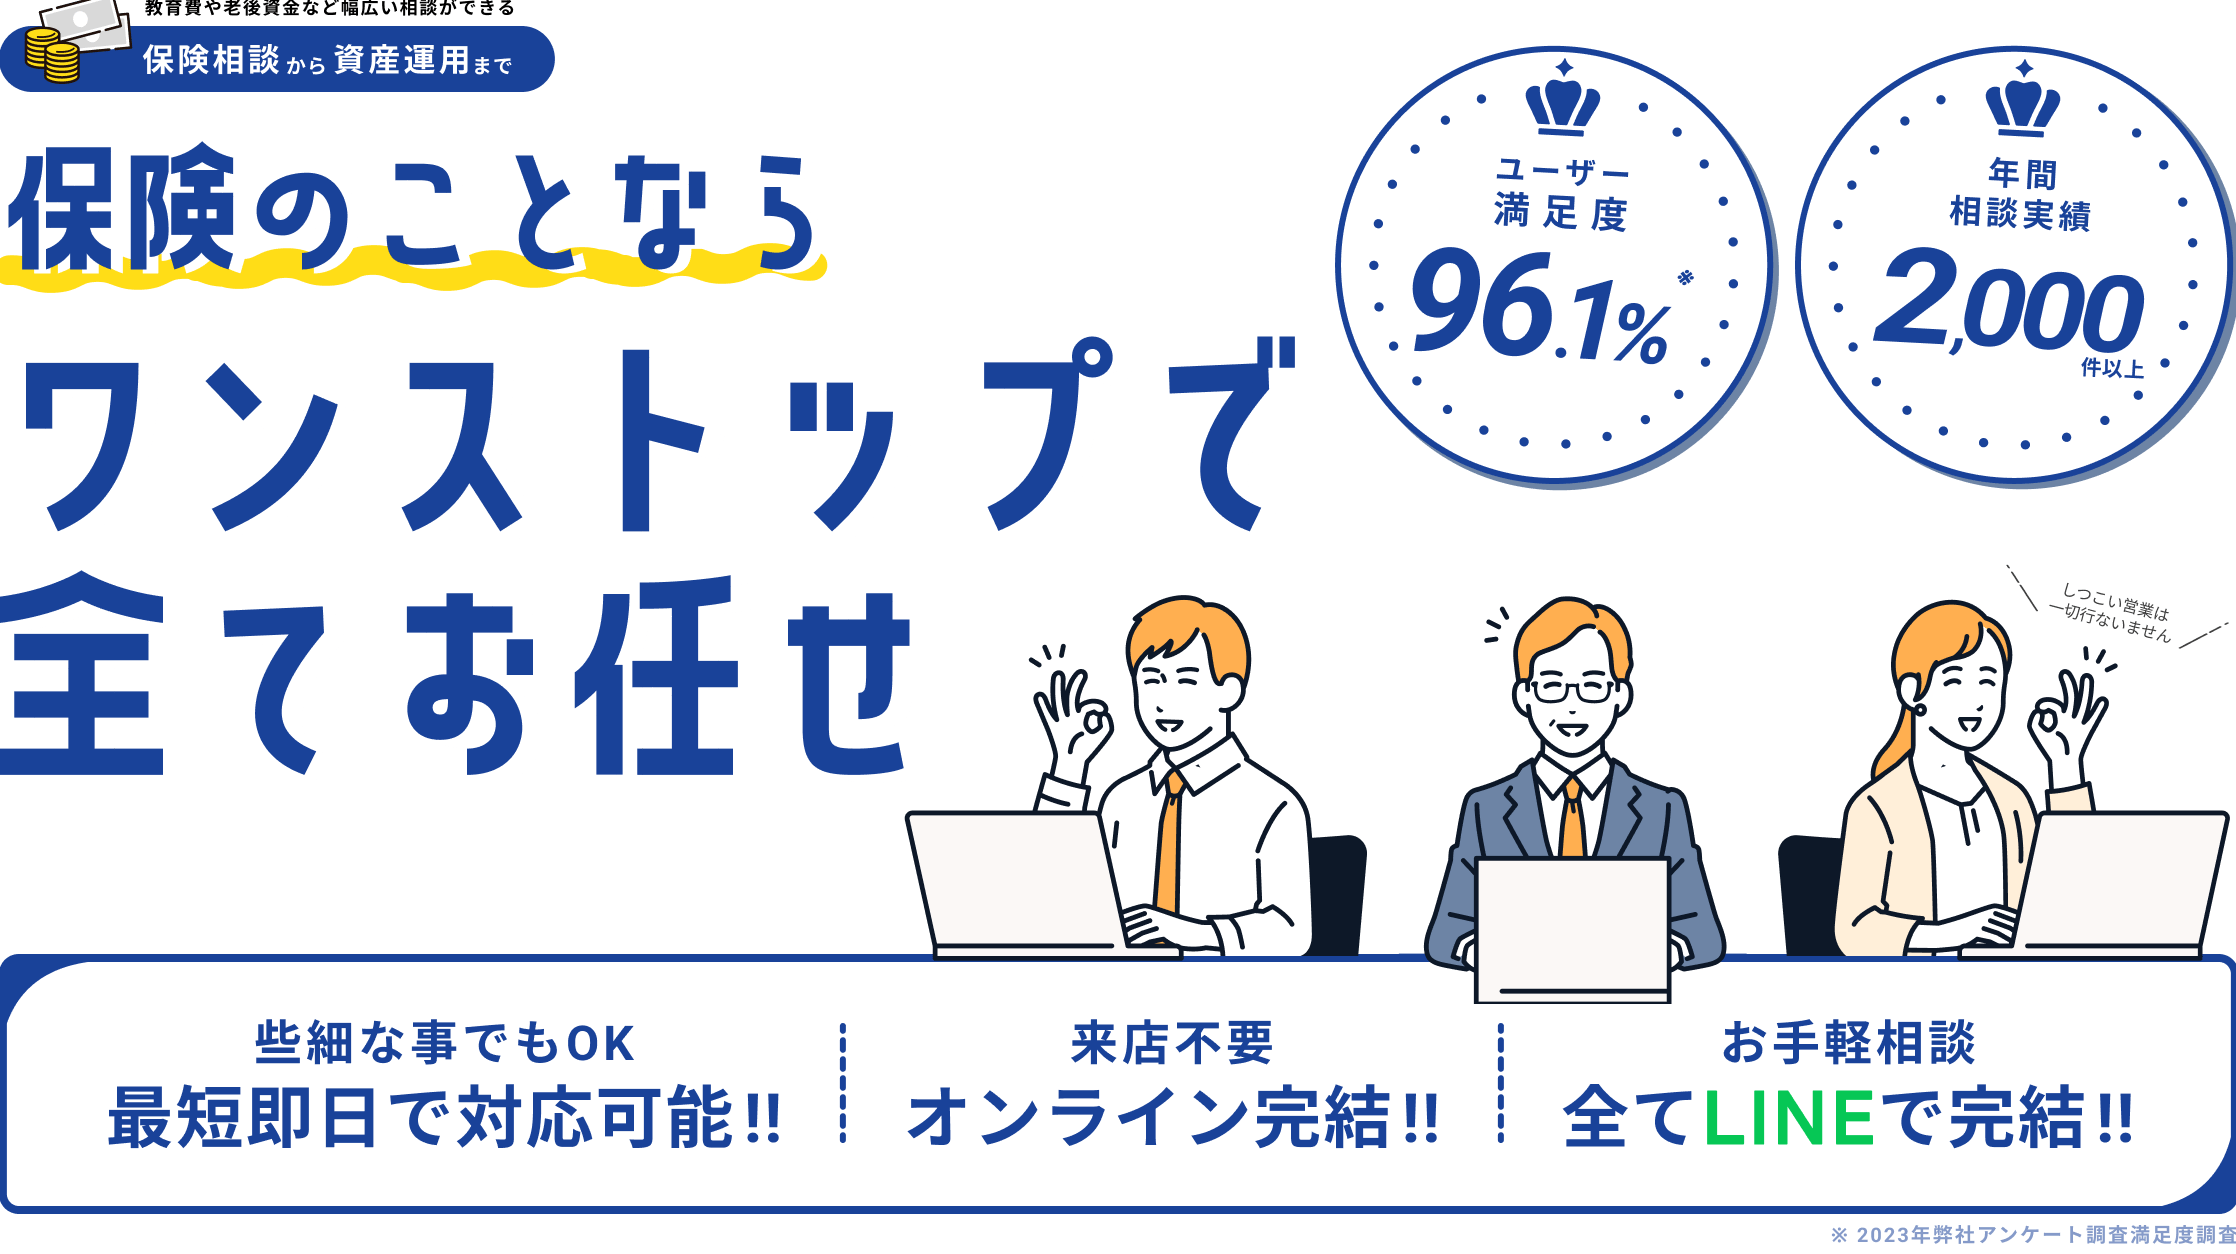 教育費や老後資金など幅広い相談ができる
保険相談から資産運用まで
保険のことなら
ワンストップで
全てお任せ
ユーザー
満足度
96.1%※
年間
相談実績
2,000
件以上
しつこい営業は
一切行ないません
些細な事でもOK
最短即日で対応可能!!
来店不要
オンライン完結!!
お手軽相談
全てLINEで完結!!
※ 2023年弊社アンケート調査満足度調査